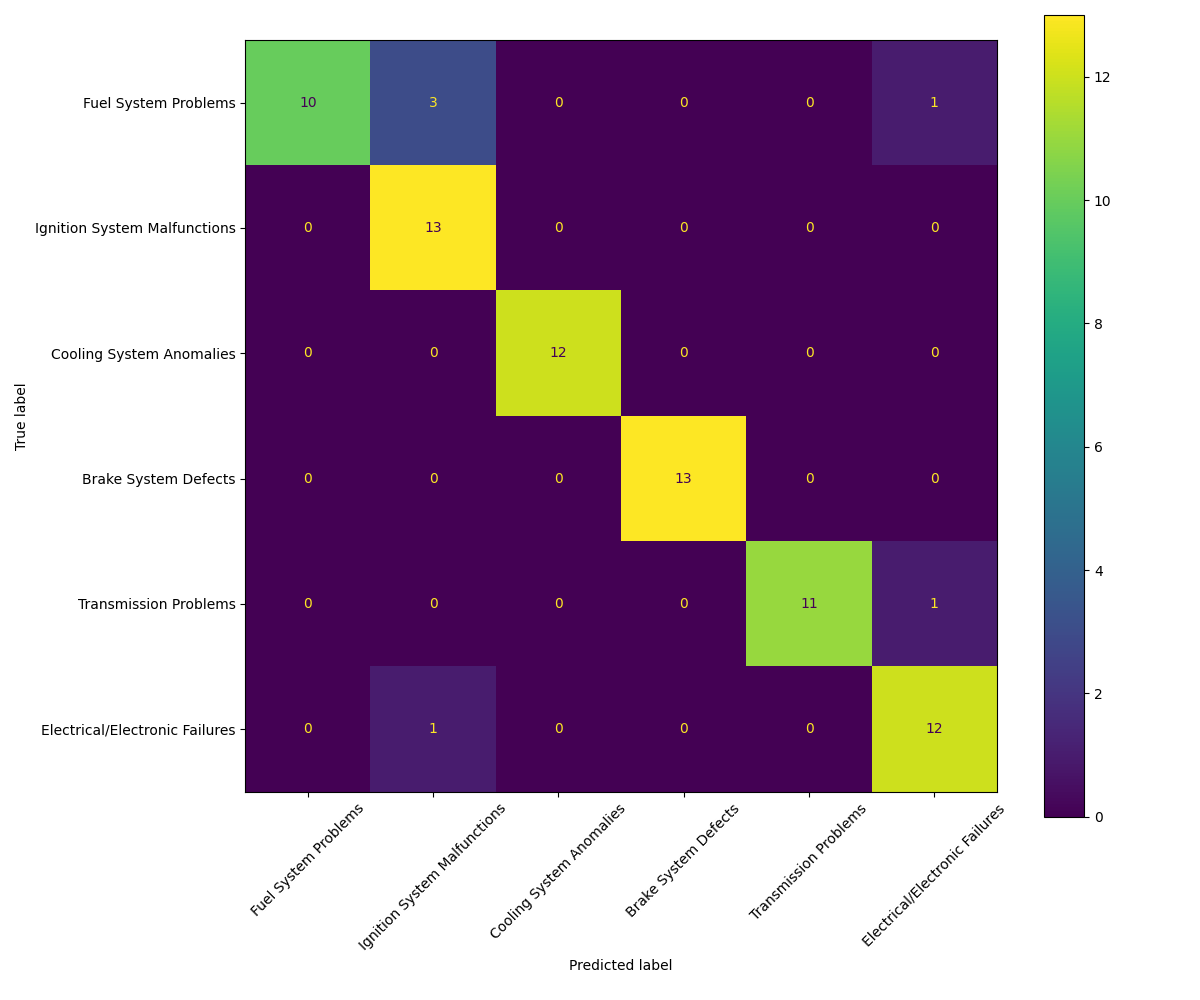 Fuel System Problems 10 3 0 0 0 1
Ignition System Malfunctions 0 13 0 0 0 0
Cooling System Anomalies 0 0 12 0 0 0
Brake System Defects 0 0 0 13 0 0
Transmission Problems 0 0 0 0 11 1
Electrical/Electronic Failures 0 1 0 0 0 12
True label
Fuel System Problems
Ignition System Malfunctions
Cooling System Anomalies
Brake System Defects
Transmission Problems
Electrical/Electronic Failures
Predicted label
12
10
8
6
4
2
0